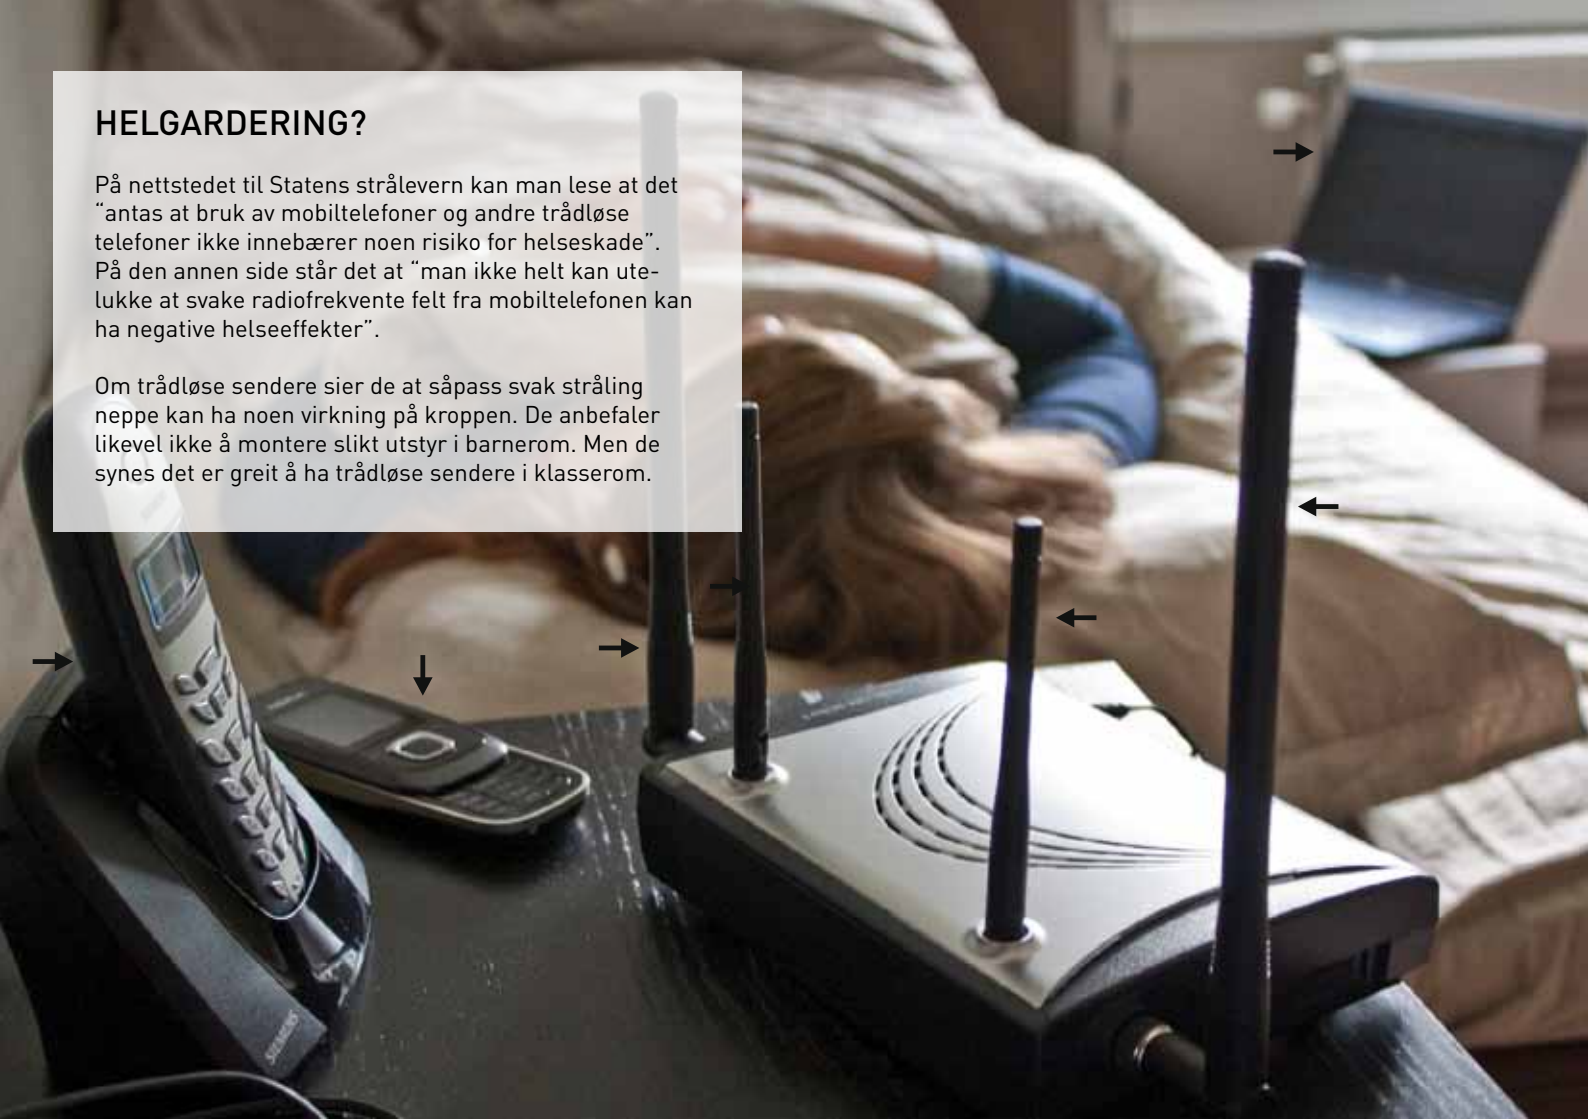 HELGARDERING?
På nettstedet til Statens strålevern kan man lese at det
“antas at bruk av mobiltelefoner og andre trådløse
telefoner ikke innebærer noen risiko for helseskade”.
På den annen side står det at “man ikke helt kan ute-
lukke at svake radiofrekvente felt fra mobiltelefonen kan
ha negative helseeffekter”.
Om trådløse sendere sier de at såpass svak stråling
neppe kan ha noen virkning på kroppen. De anbefaler
likevel ikke å montere slikt utstyr i barnerom. Men de
synes det er greit å ha trådløse sendere i klasserom.
SIEMENS